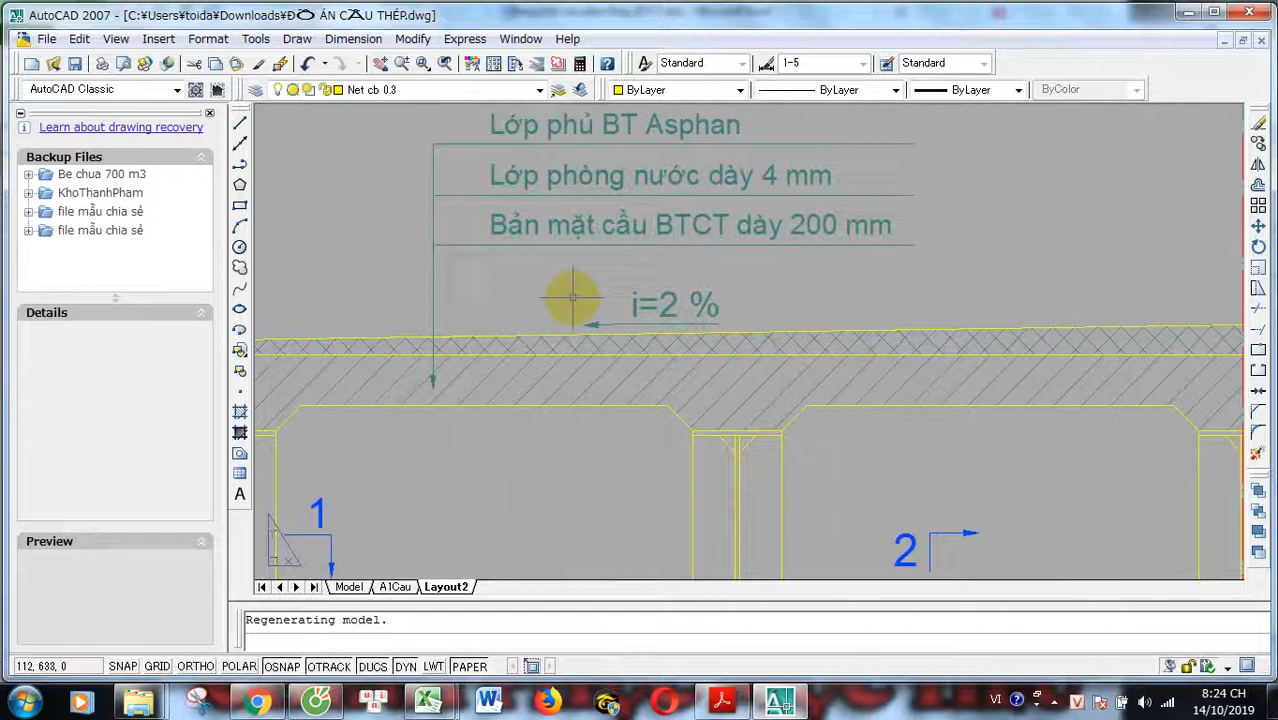 AutoCAD 2007 - [C:¥Users¥toida¥Downloads¥ĐỒ ÁN CẦU THÉP.dwg]
File Edit View Insert Format Tools Draw Dimension Modify Express Window Help
Standard 1-5 Standard
AutoCAD Classic Net cb 0.3 ByLayer ByLayer ByLayer ByColor
Learn about drawing recovery
Backup Files
Be chua 700 m3
KhoThanhPham
file mẫu chia sẻ
file mẫu chia sẻ
Details
Preview
Lớp phủ BT Asphan
Lớp phòng nước dày 4 mm
Bản mặt cầu BTCT dày 200 mm
i=2 %
1
2
A
Model A1Cau Layout2
Regenerating model.
112, 633, 0 SNAP GRID ORTHO POLAR OSNAP OTRACK DUCS DYN LWT PAPER
VI
8:24 CH
14/10/2019